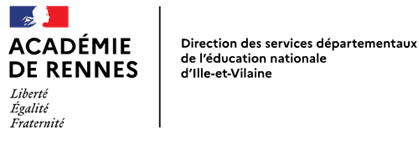 ACADÉMIE
DE RENNES
Liberté
Égalité
Fraternité
Direction des services départementaux
de l'éducation nationale
d'Ille-et-Vilaine